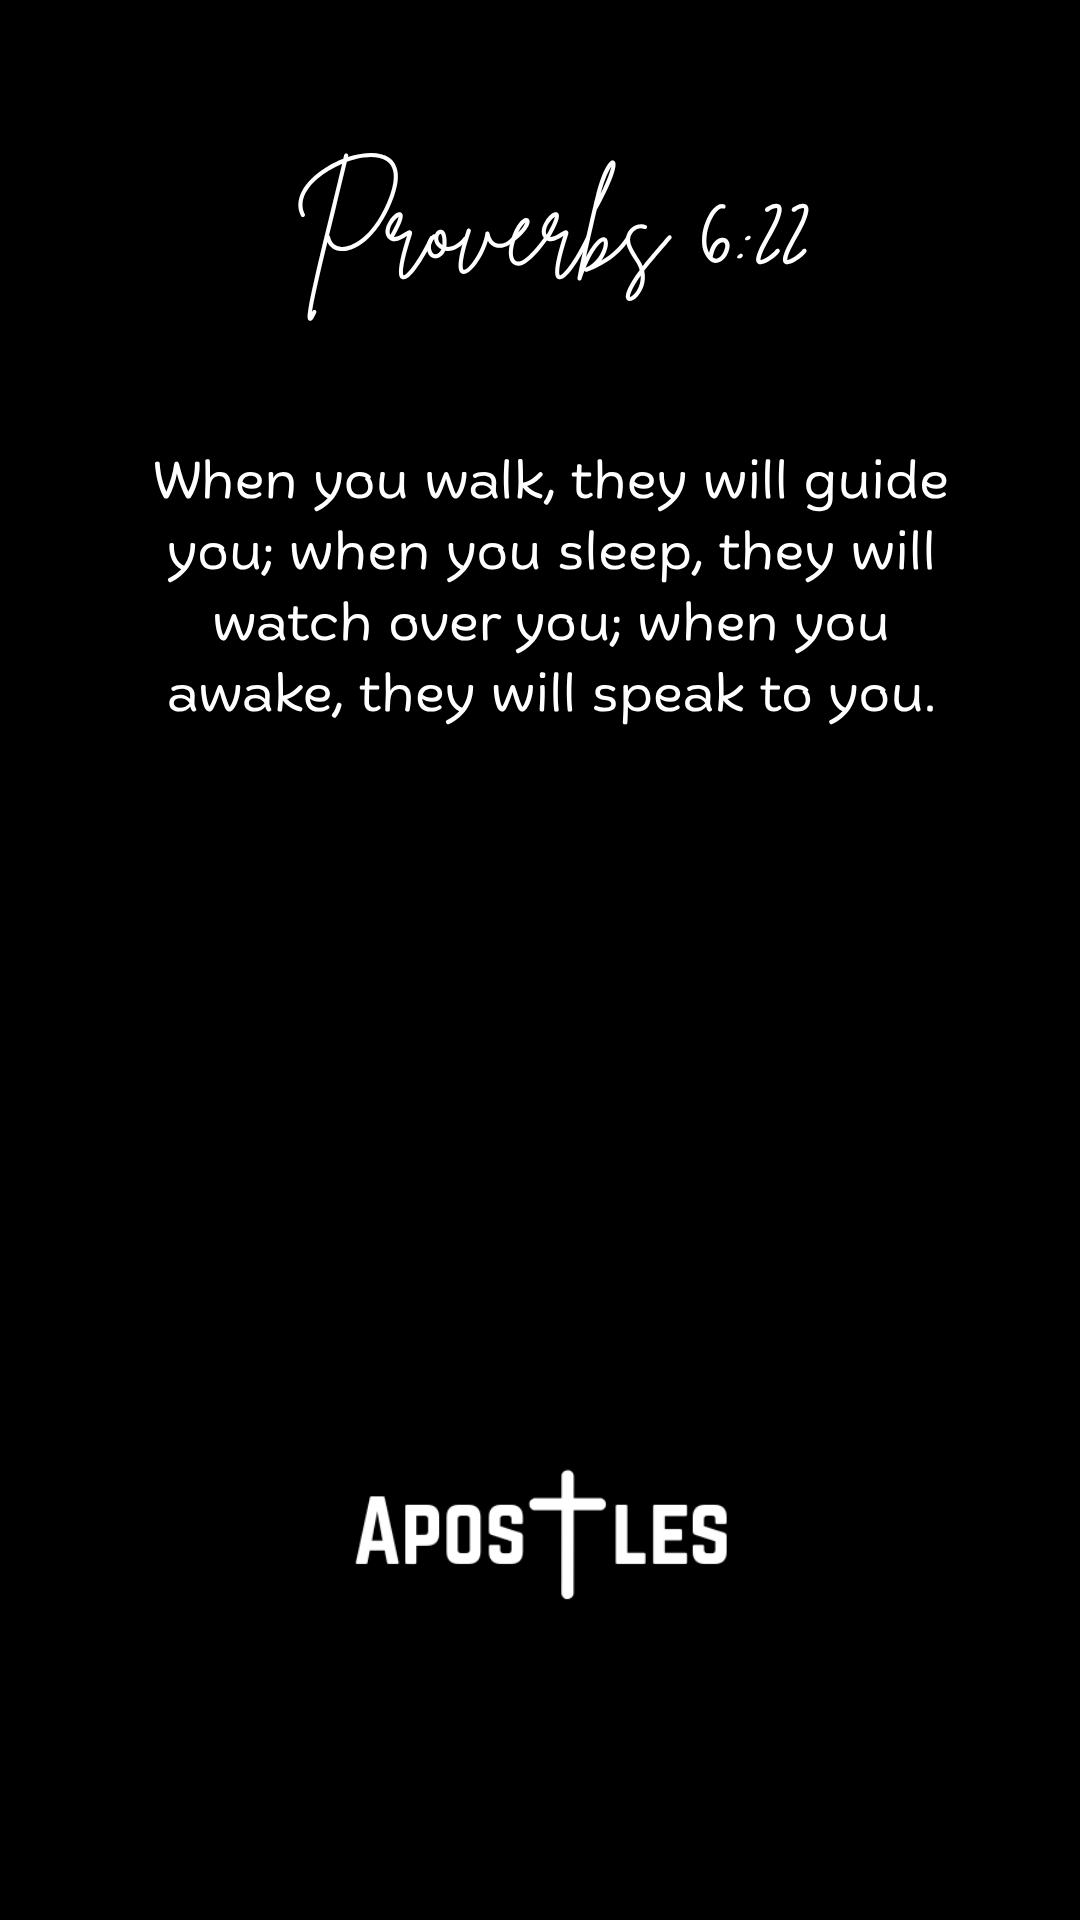 Proverbs 6:22
When you walk, they will guide
you; when you sleep, they will
watch over you; when you
awake, they will speak to you.
APOSTLES